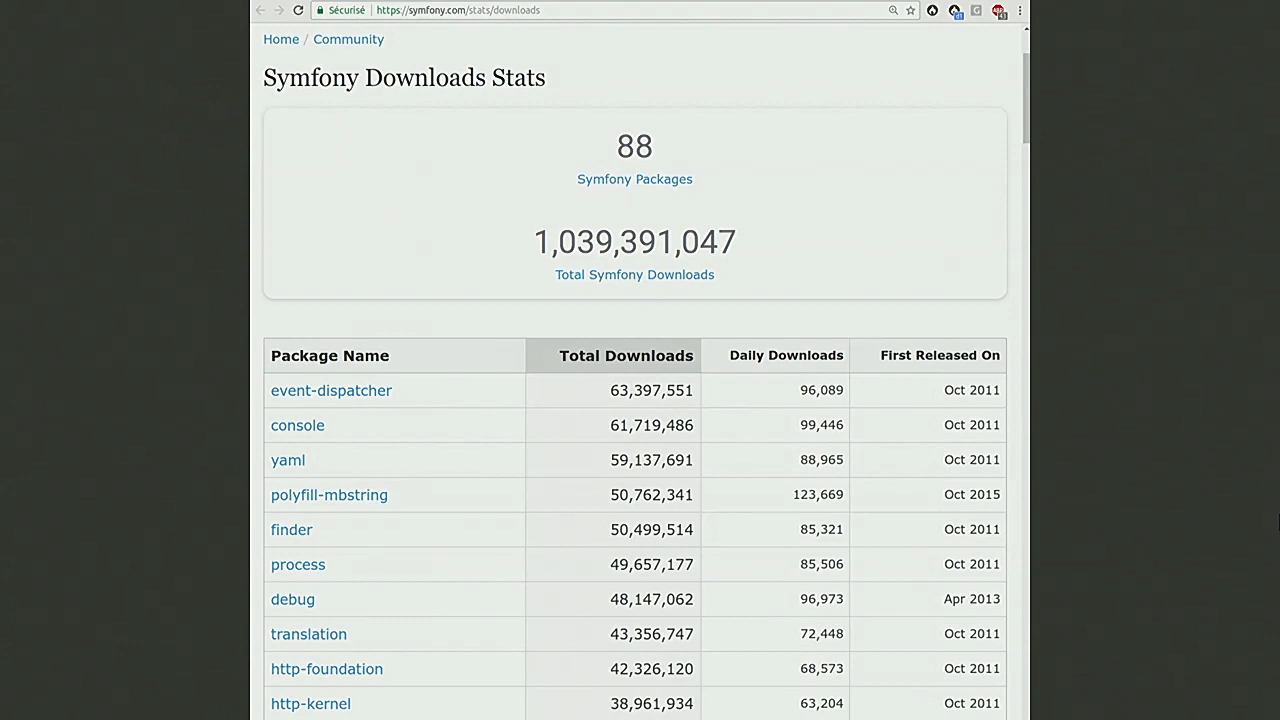 Sécurisé https://symfony.com/stats/downloads
Home / Community
Symfony Downloads Stats
88
Symfony Packages
1,039,391,047
Total Symfony Downloads
Package Name Total Downloads Daily Downloads First Released On
event-dispatcher 63,397,551 96,089 Oct 2011
console 61,719,486 99,446 Oct 2011
yaml 59,137,691 88,965 Oct 2011
polyfill-mbstring 50,762,341 123,669 Oct 2015
finder 50,499,514 85,321 Oct 2011
process 49,657,177 85,506 Oct 2011
debug 48,147,062 96,973 Apr 2013
translation 43,356,747 72,448 Oct 2011
http-foundation 42,326,120 68,573 Oct 2011
http-kernel 38,961,934 63,204 Oct 2011